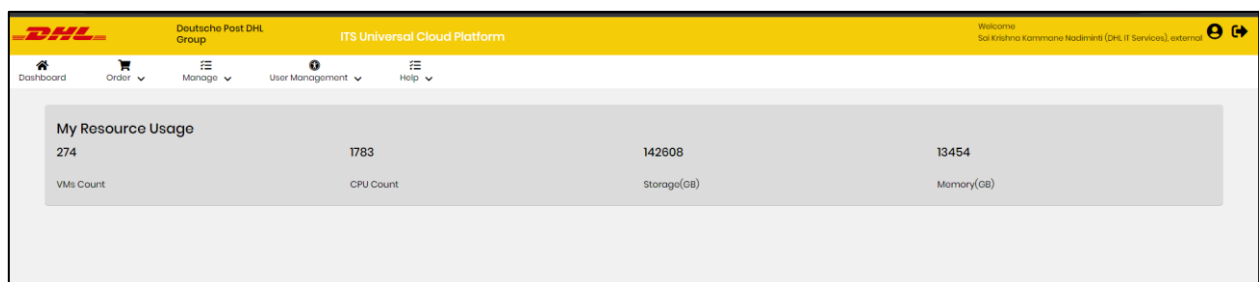 DHL
Deutsche Post DHL
Group
ITS Universal Cloud Platform
Welcome
Sai Krishna Kammane Nadiminti (DHL IT Services), external
Dashboard
Order
Manage
User Management
Help
My Resource Usage
274
1783
142608
13454
VMs Count
CPU Count
Storage(GB)
Memory(GB)